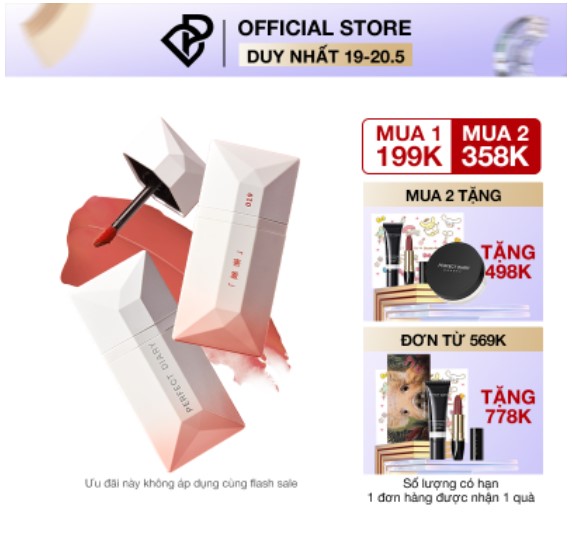 OFFICIAL STORE
DUY NHẤT 19-20.5
MUA 1
199K
MUA 2
358K
MUA 2 TẶNG
TẶNG
498K
PERFECT DIARY
ĐƠN TỪ 569K
TẶNG
778K
PERFECT DIARY
Ưu đãi này không áp dụng cùng flash sale
Số lượng có hạn
1 đơn hàng được nhận 1 quà